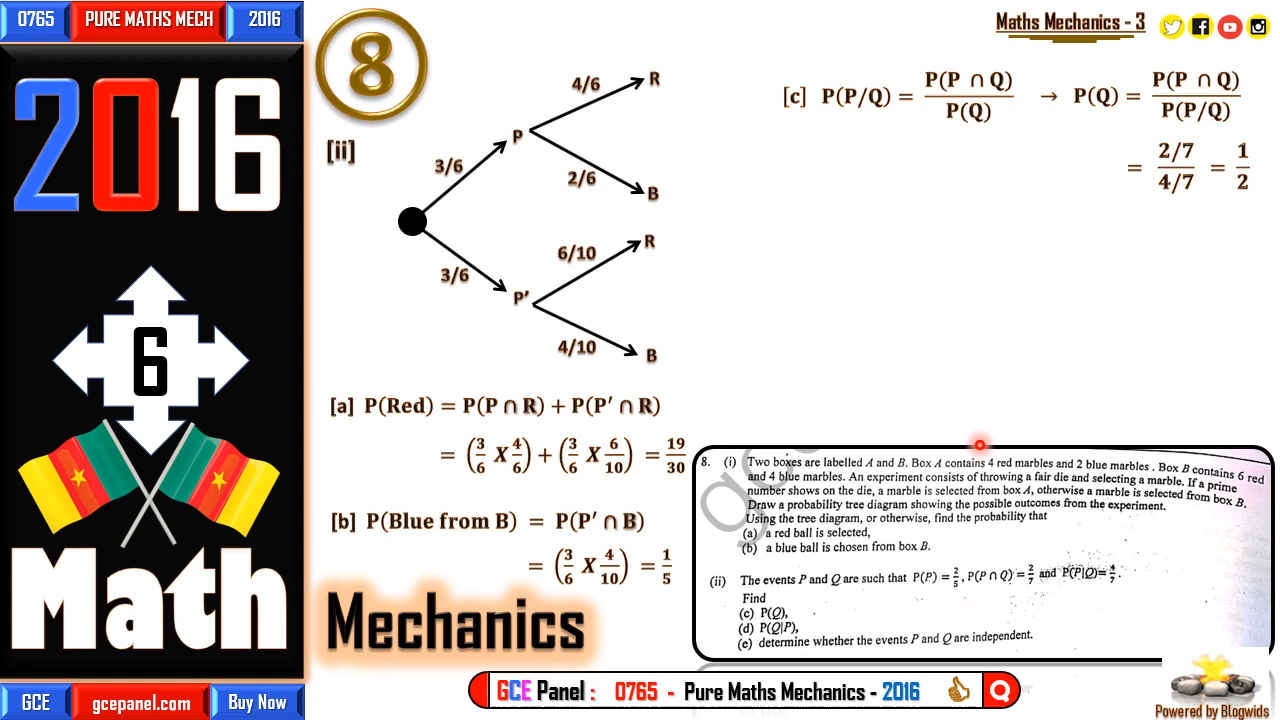 0765 PURE MATHS MECH 2016
2016
6
Math
GCE gcepanel.com Buy Now
8
Maths Mechanics - 3
[ii]
3/6
3/6
P
P'
4/6
2/6
6/10
4/10
R
B
R
B
[a] P(Red) = P(P ∩ R) + P(P′ ∩ R)
= (3/6 X 4/6) + (3/6 X 6/10) = 19/30
[b] P(Blue from B) = P(P′ ∩ B)
= (3/6 X 4/10) = 1/5
[c] P(P/Q) = P(P ∩ Q)/P(Q) → P(Q) = P(P ∩ Q)/P(P/Q)
= 2/7 / 4/7 = 1/2
Mechanics
8. (i) Two boxes are labelled A and B. Box A contains 4 red marbles and 2 blue marbles . Box B contains 6 red
and 4 blue marbles. An experiment consists of throwing a fair die and selecting a marble. If a prime
number shows on the die, a marble is selected from box A, otherwise a marble is selected from box B.
Draw a probability tree diagram showing the possible outcomes from the experiment.
Using the tree diagram, or otherwise, find the probability that
(a) a red ball is selected,
(b) a blue ball is chosen from box B.
(ii) The events P and Q are such that P(P) = 2/5, P(P ∩ Q) = 2/7 and P(P|Q)= 4/7.
Find
(c) P(Q),
(d) P(Q|P),
(e) determine whether the events P and Q are independent.
GCE Panel : 0765 - Pure Maths Mechanics - 2016
Powered by Blogwids